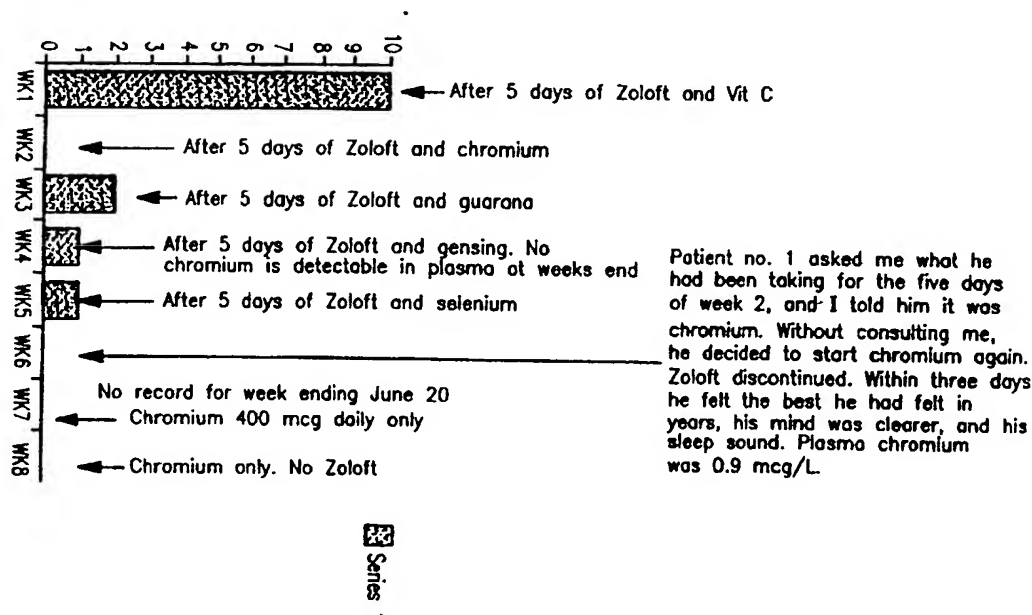 0 1 2 3 4 5 6 7 8 9 10
WK1
After 5 days of Zoloft and Vit C
WK2
After 5 days of Zoloft and chromium
WK3
After 5 days of Zoloft and guarana
WK4
After 5 days of Zoloft and gensing. No
chromium is detectable in plasma at weeks end
WK5
After 5 days of Zoloft and selenium
WK6
Patient no. 1 asked me what he
had been taking for the five days
of week 2, and I told him it was
chromium. Without consulting me,
he decided to start chromium again.
Zoloft discontinued. Within three days
he felt the best he had felt in
years, his mind was clearer, and his
sleep sound. Plasma chromium
was 0.9 mcg/L.
No record for week ending June 20
WK7
Chromium 400 mcg daily only
WK8
Chromium only. No Zoloft
Series